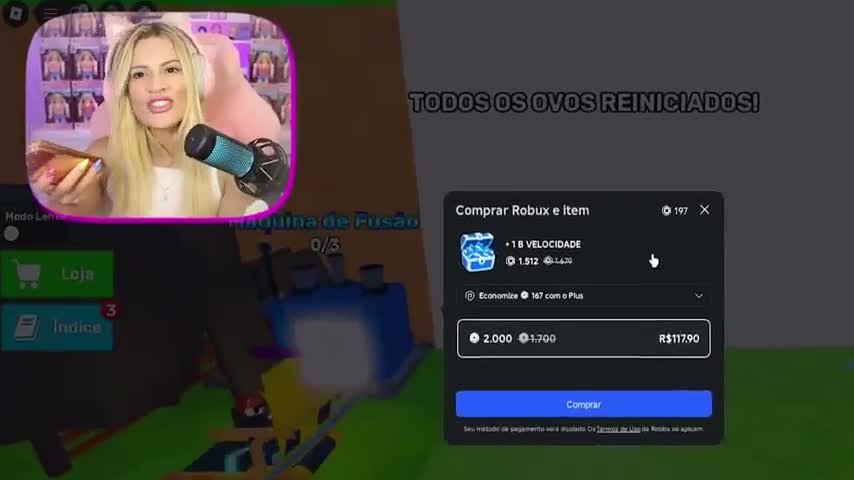 TODOS OS OVOS REINICIADOS!
Comprar Robux e item
197
+ 1 B VELOCIDADE
1.512 1.679
Economize 167 com o Plus
2.000 1.700
R$117.90
Comprar
Seu método de pagamento será debitado. Os Termos de Uso da Roblox se aplicam.
Máquina de Fusão
0/3
Modo Len
Loja
3
Índice